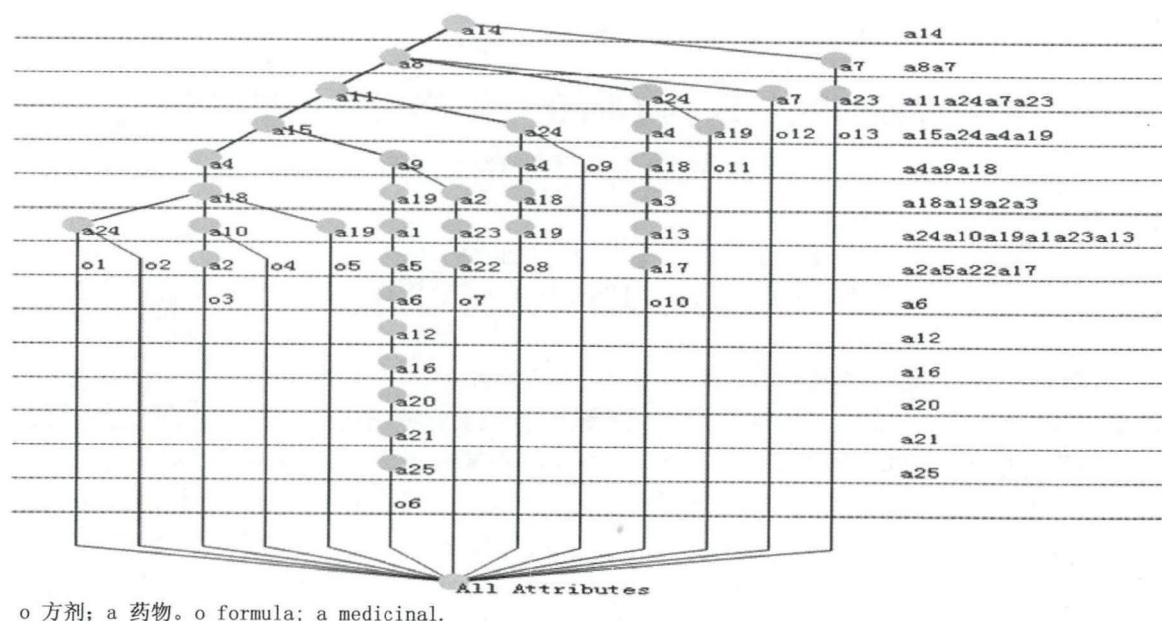 a14 a14
a7 a8a7
a8
a11 a24 a7 a23 a11a24a7a23
a15 a24 a4 a19 o12 o13 a15a24a4a19
a4 a9 a4 o9 a18 o11 a4a9a18
a18 a19 a2 a18 a3 a18a19a2a3
a24 a10 a19 a1 a23 a19 a13 a24a10a19a1a23a13
o1 o2 a2 o4 o5 a5 a22 o8 a17 a2a5a22a17
o3 a6 o7 o10 a6
a12 a12
a16 a16
a20 a20
a21 a21
a25 a25
o6
All Attributes
o 方剂; a 药物。o formula; a medicinal.